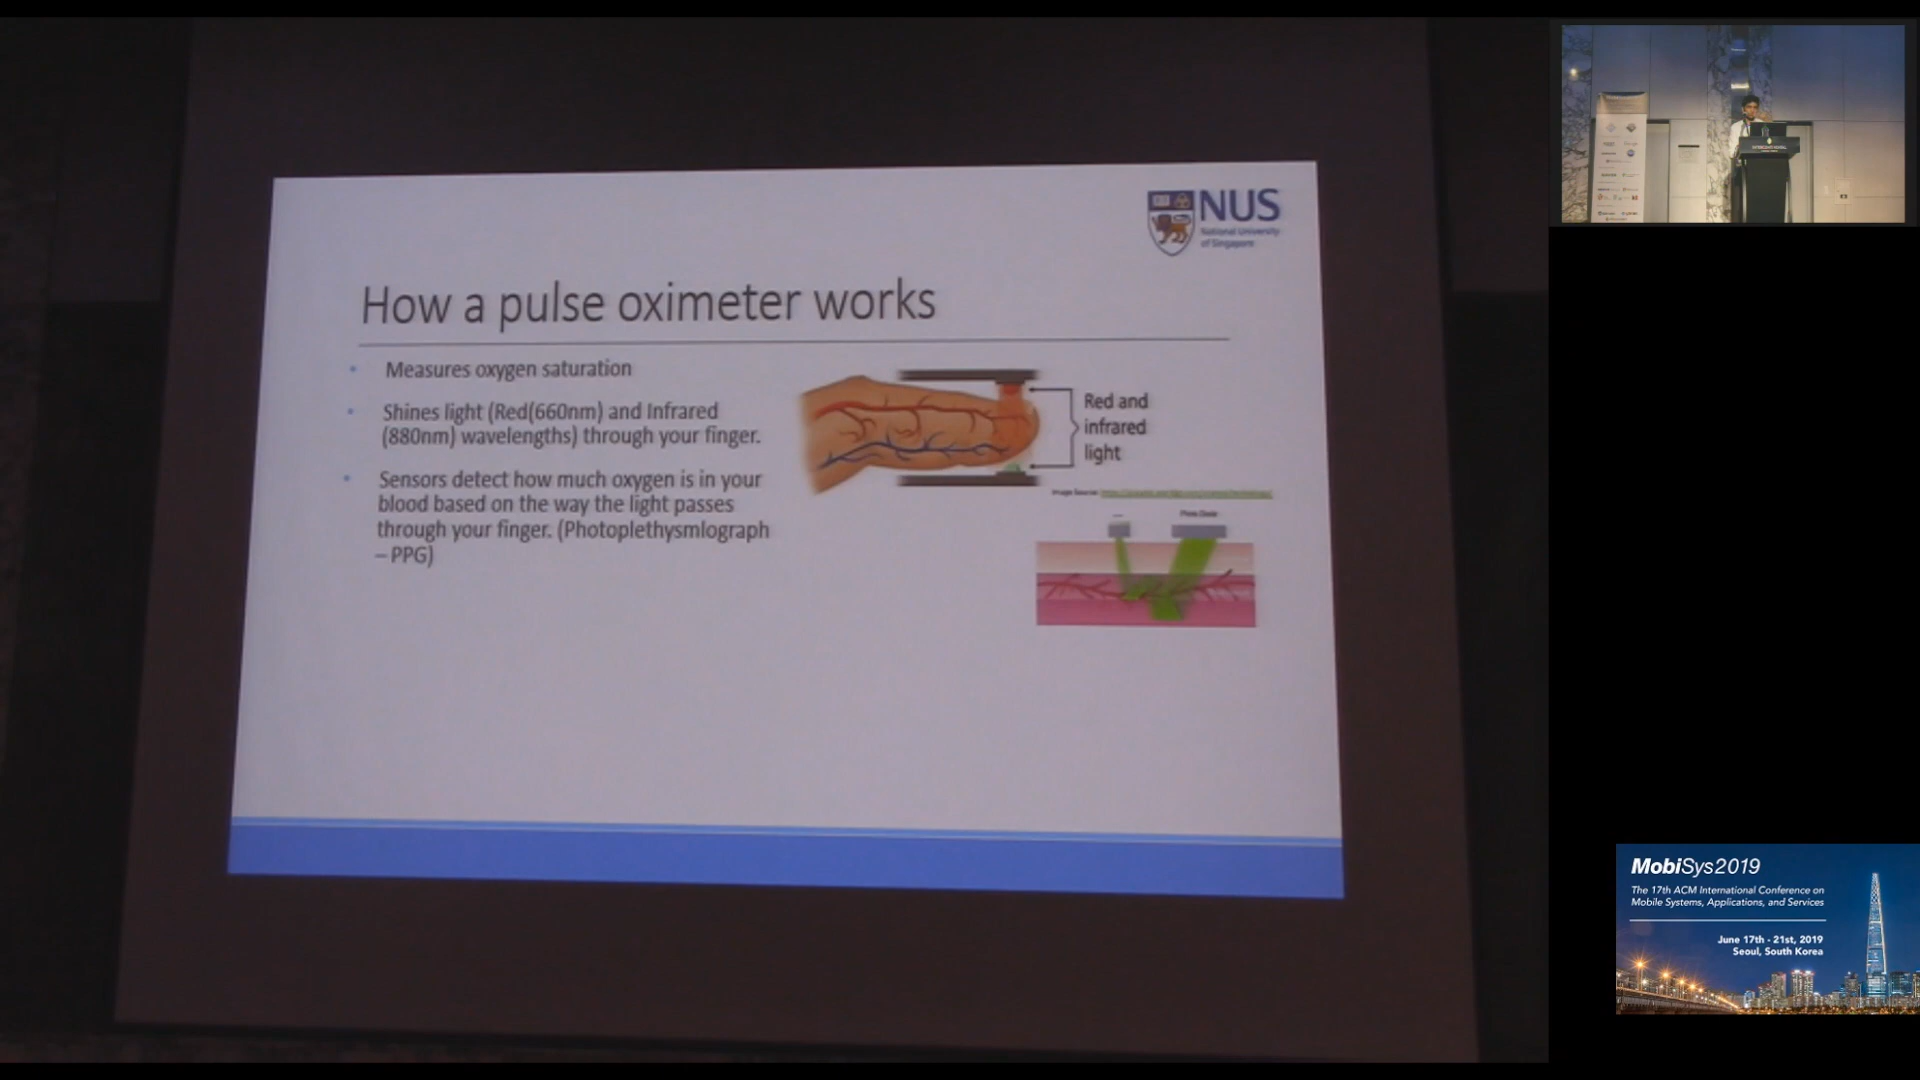 NUS
National University
of Singapore
How a pulse oximeter works
• Measures oxygen saturation
• Shines light (Red(660nm) and Infrared
(880nm) wavelengths) through your finger.
• Sensors detect how much oxygen is in your
blood based on the way the light passes
through your finger. (Photoplethysmlograph
– PPG)
Red and
infrared
light
Image Source:
MobiSys2019
The 17th ACM International Conference on
Mobile Systems, Applications, and Services
June 17th - 21st, 2019
Seoul, South Korea